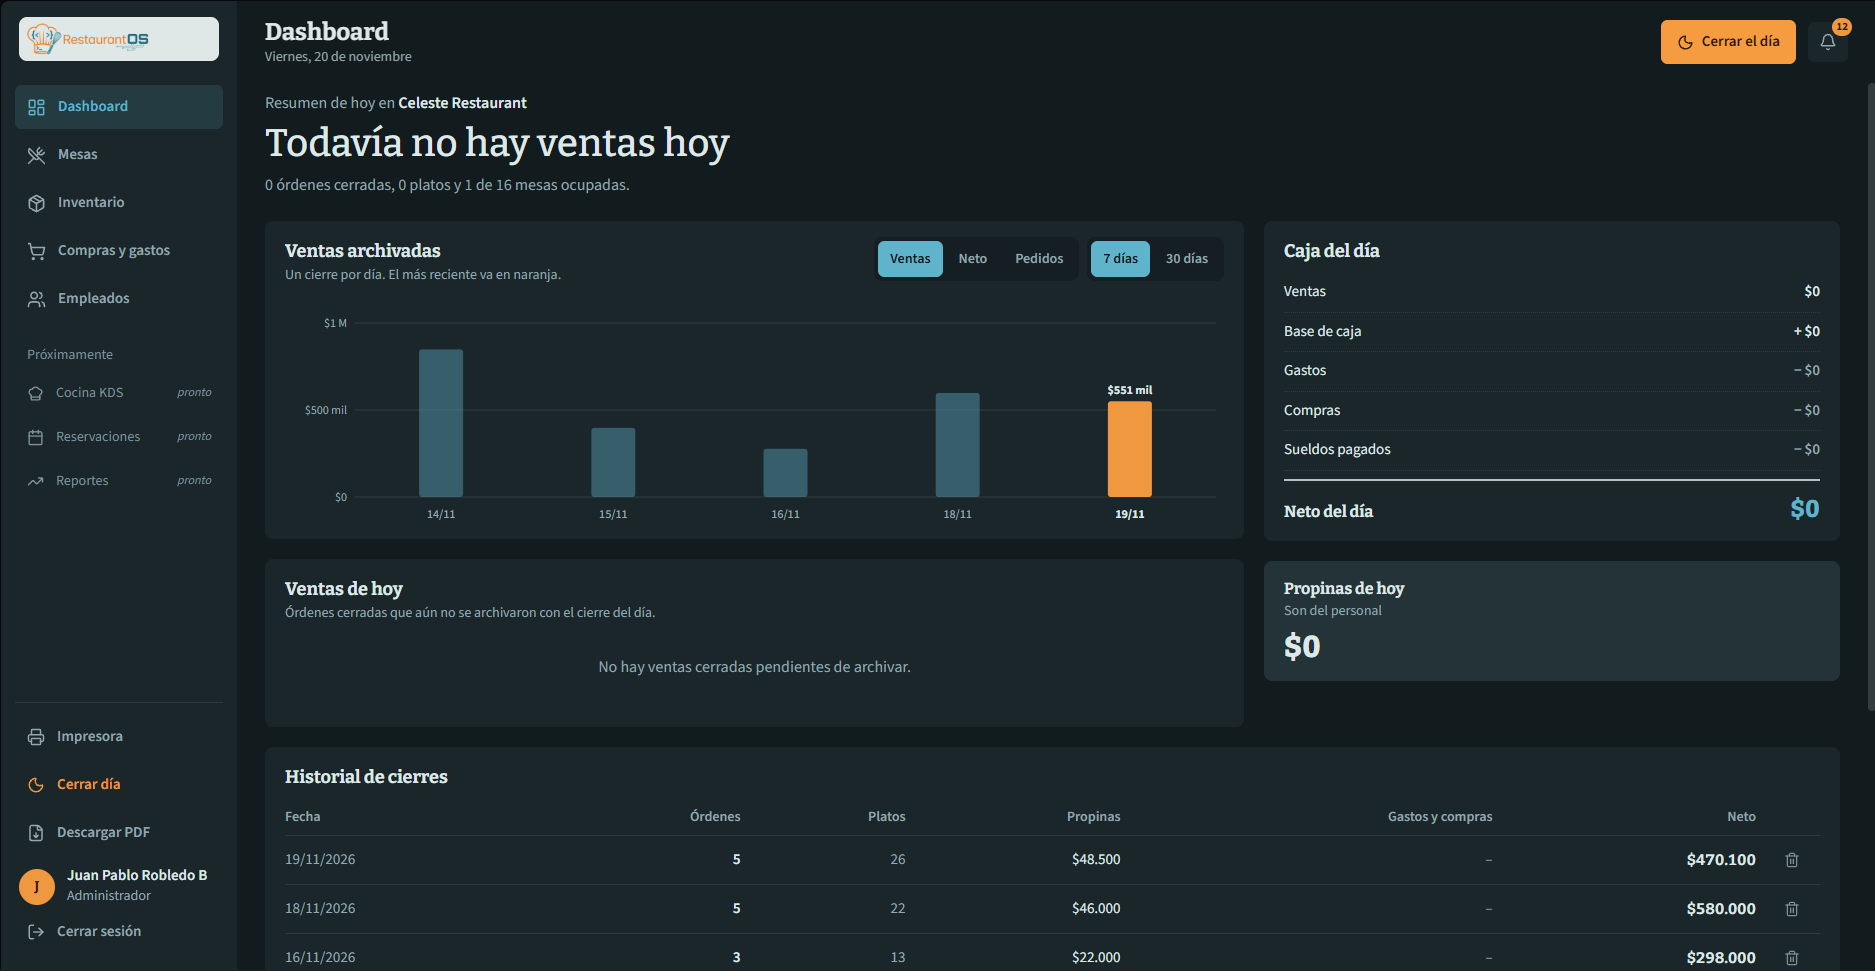 RestaurantOS
Dashboard
Mesas
Inventario
Compras y gastos
Empleados
Próximamente
Cocina KDS pronto
Reservaciones pronto
Reportes pronto
Impresora
Cerrar día
Descargar PDF
J
Juan Pablo Robledo B
Administrador
Cerrar sesión
Dashboard
Viernes, 20 de noviembre
Cerrar el día
12
Resumen de hoy en Celeste Restaurant
Todavía no hay ventas hoy
0 órdenes cerradas, 0 platos y 1 de 16 mesas ocupadas.
Ventas archivadas
Un cierre por día. El más reciente va en naranja.
Ventas Neto Pedidos 7 días 30 días
$1 M
$500 mil
$0
$551 mil
14/11 15/11 16/11 18/11 19/11
Caja del día
Ventas $0
Base de caja +$0
Gastos −$0
Compras −$0
Sueldos pagados −$0
Neto del día $0
Ventas de hoy
Órdenes cerradas que aún no se archivaron con el cierre del día.
No hay ventas cerradas pendientes de archivar.
Propinas de hoy
Son del personal
$0
Historial de cierres
Fecha Órdenes Platos Propinas Gastos y compras Neto
19/11/2026 5 26 $48.500 – $470.100
18/11/2026 5 22 $46.000 – $580.000
16/11/2026 3 13 $22.000 – $298.000